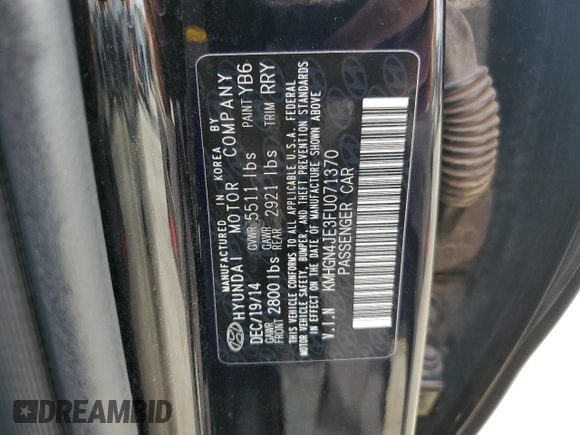 MANUFACTURED IN KOREA BY
HYUNDAI MOTOR COMPANY
DEC/19/14 GVWR 5511 lbs PAINT YB6
GAWR FRONT 2800 lbs GAWR REAR 2921 lbs TRIM RRY
THIS VEHICLE CONFORMS TO ALL APPLICABLE U.S.A. FEDERAL
MOTOR VEHICLE SAFETY, BUMPER, AND THEFT PREVENTION STANDARDS
IN EFFECT ON THE DATE OF MANUFACTURE SHOWN ABOVE
V.I.N KMHGN4JE3FU071370
PASSENGER CAR
DREAMBID